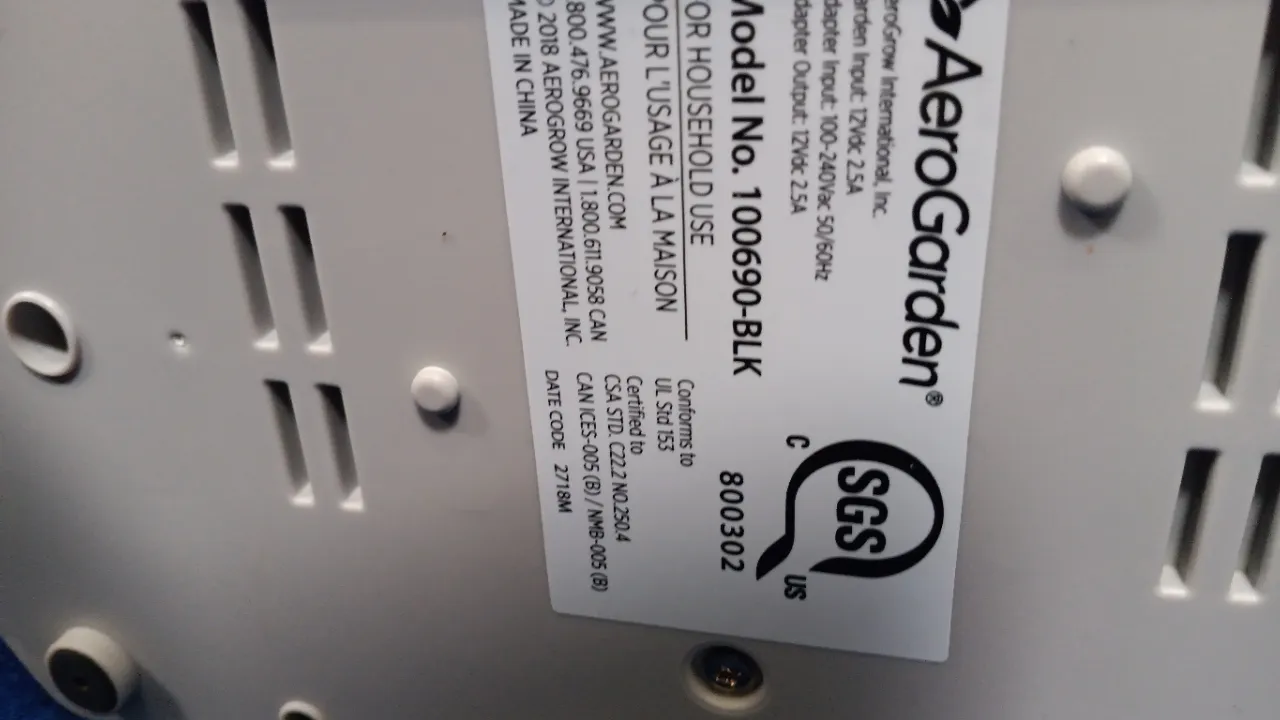 AeroGarden®
AeroGrow International, Inc.
Garden Input: 12Vdc 2.5A
Adapter Input: 100-240Vac 50/60Hz
Adapter Output: 12Vdc 2.5A
Model No. 100690-BLK
FOR HOUSEHOLD USE
POUR L'USAGE À LA MAISON
WWW.AEROGARDEN.COM
1.800.476.9669 USA | 1.800.611.9058 CAN
© 2018 AEROGROW INTERNATIONAL, INC.
MADE IN CHINA
C SGS US
800302
Conforms to
UL Std 153
Certified to
CSA STD. C22.2 NO.250.4
CAN ICES-005 (B) / NMB-005 (B)
DATE CODE 2718M